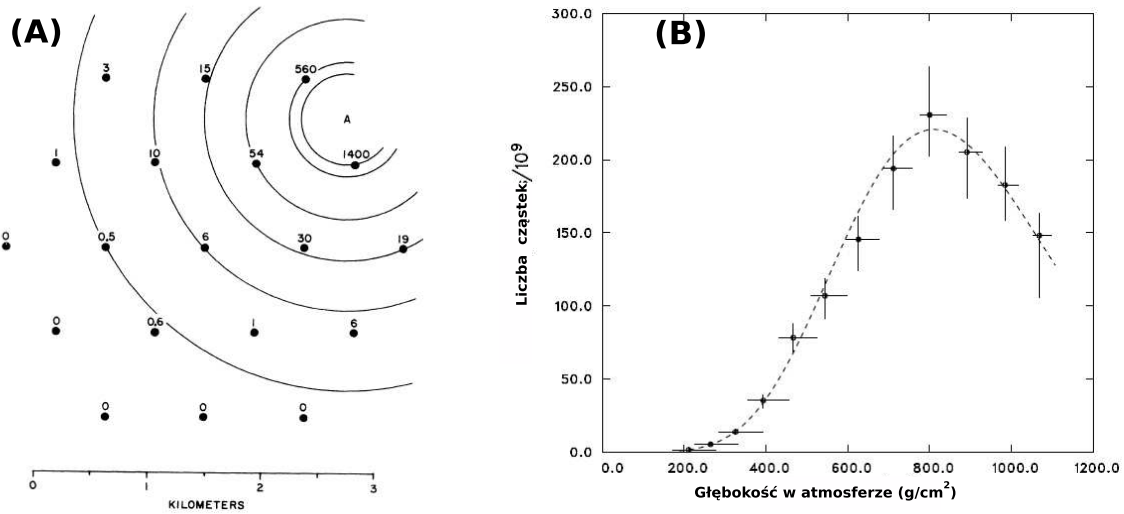 (A)
3 15 560
A
1 10 54 1400
0 0.5 6 30 19
0 0.6 1 6
0 0 0
0 1 2 3
KILOMETERS
(B)
300.0
250.0
200.0
150.0
100.0
50.0
0.0
0.0 200.0 400.0 600.0 800.0 1000.0 1200.0
Liczba cząstek/10⁹
Głębokość w atmosferze (g/cm²)